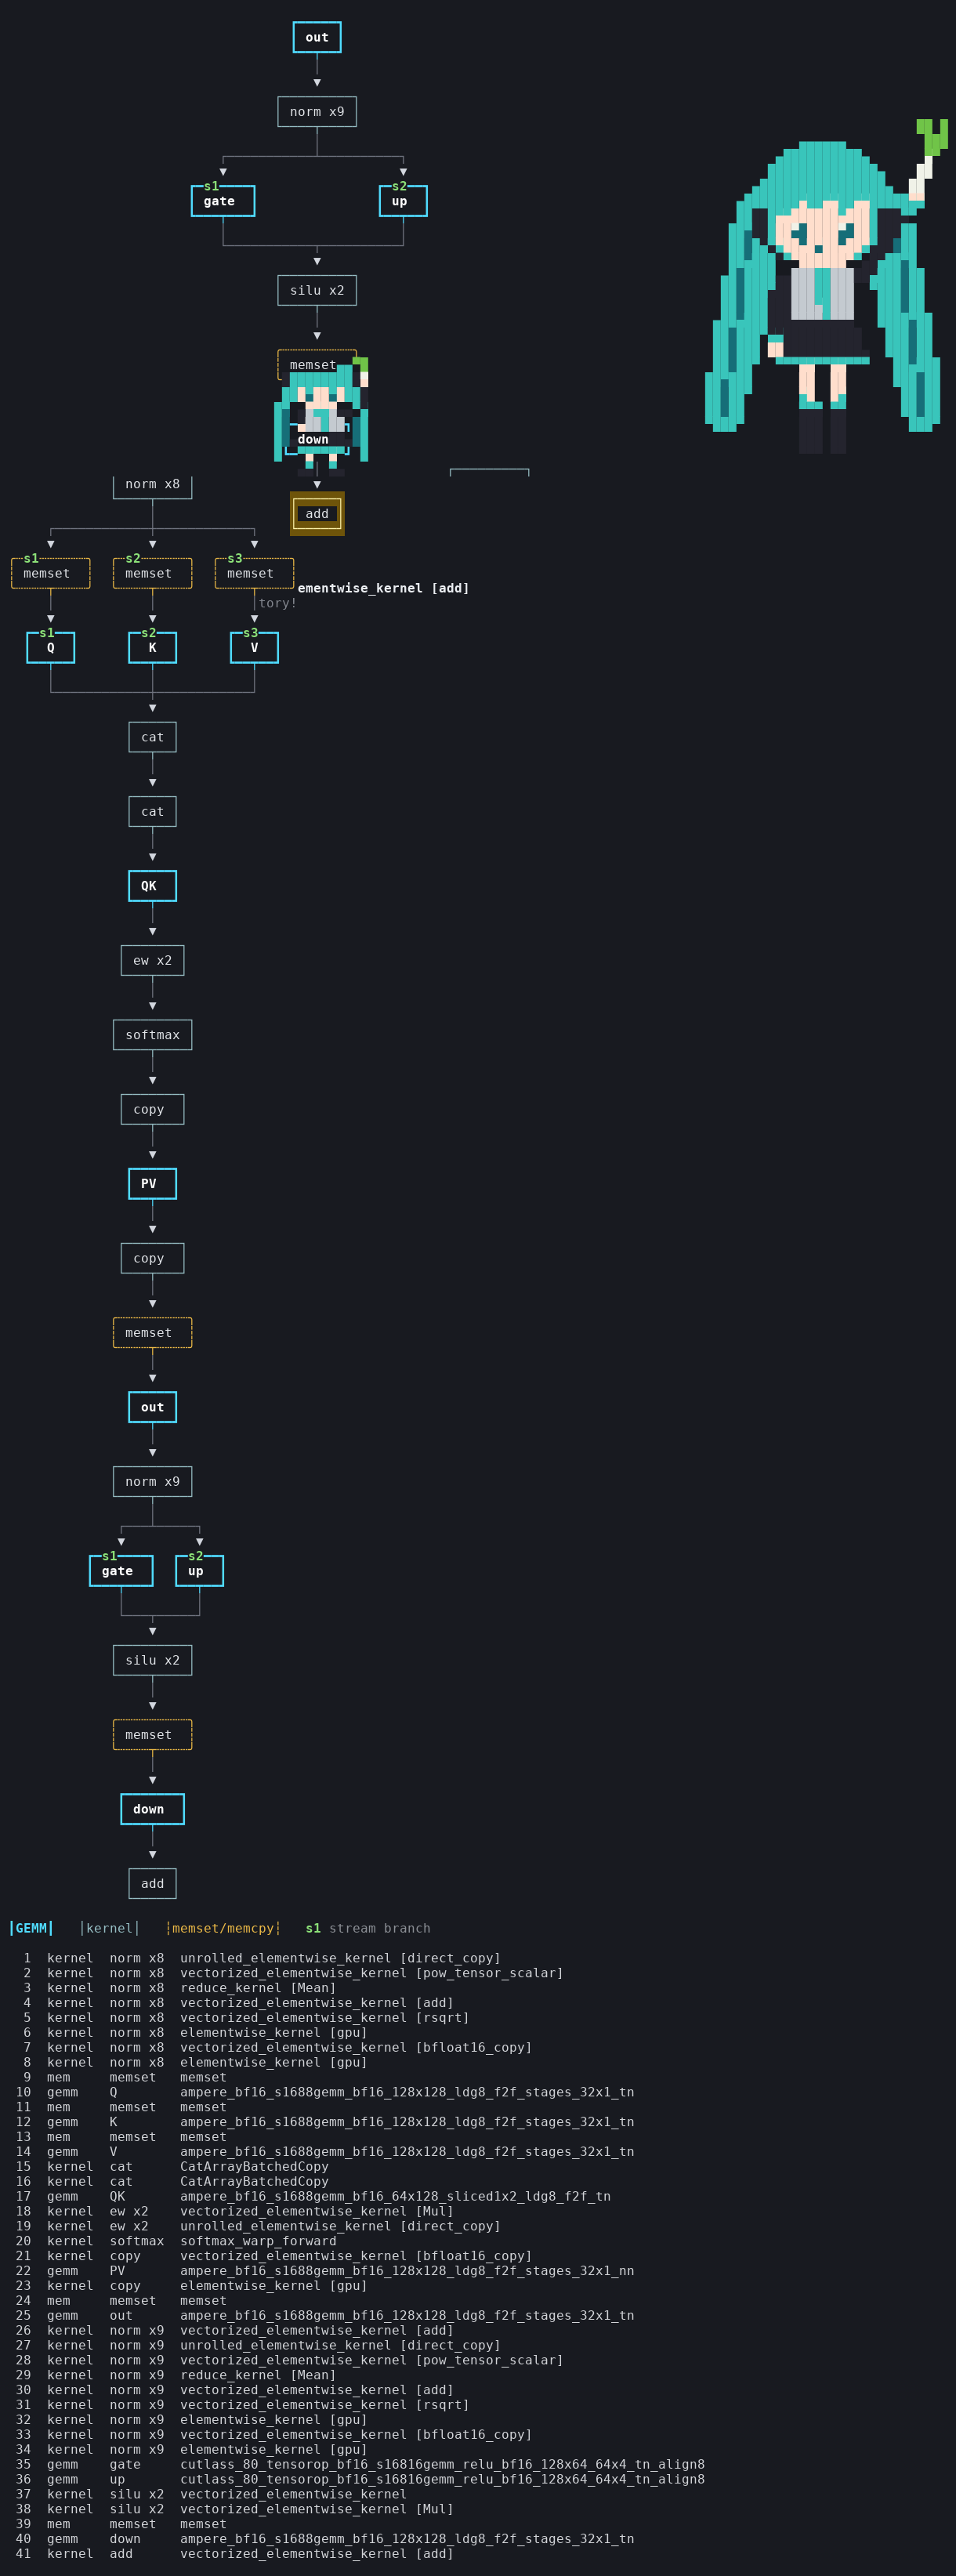 out
norm x9
s1 s2
gate up
silu x2
memset
down
norm x8
add
s1 s2 s3
memset memset memset
ementwise_kernel [add]
tory!
s1 s2 s3
Q K V
cat
cat
QK
ew x2
softmax
copy
PV
copy
memset
out
norm x9
s1 s2
gate up
silu x2
memset
down
add
GEMM kernel memset/memcpy s1 stream branch
1 kernel norm x8 unrolled_elementwise_kernel [direct_copy]
2 kernel norm x8 vectorized_elementwise_kernel [pow_tensor_scalar]
3 kernel norm x8 reduce_kernel [Mean]
4 kernel norm x8 vectorized_elementwise_kernel [add]
5 kernel norm x8 vectorized_elementwise_kernel [rsqrt]
6 kernel norm x8 elementwise_kernel [gpu]
7 kernel norm x8 vectorized_elementwise_kernel [bfloat16_copy]
8 kernel norm x8 elementwise_kernel [gpu]
9 mem memset memset
10 gemm Q ampere_bf16_s1688gemm_bf16_128x128_ldg8_f2f_stages_32x1_tn
11 mem memset memset
12 gemm K ampere_bf16_s1688gemm_bf16_128x128_ldg8_f2f_stages_32x1_tn
13 mem memset memset
14 gemm V ampere_bf16_s1688gemm_bf16_128x128_ldg8_f2f_stages_32x1_tn
15 kernel cat CatArrayBatchedCopy
16 kernel cat CatArrayBatchedCopy
17 gemm QK ampere_bf16_s1688gemm_bf16_64x128_sliced1x2_ldg8_f2f_tn
18 kernel ew x2 vectorized_elementwise_kernel [Mul]
19 kernel ew x2 unrolled_elementwise_kernel [direct_copy]
20 kernel softmax softmax_warp_forward
21 kernel copy vectorized_elementwise_kernel [bfloat16_copy]
22 gemm PV ampere_bf16_s1688gemm_bf16_128x128_ldg8_f2f_stages_32x1_nn
23 kernel copy elementwise_kernel [gpu]
24 mem memset memset
25 gemm out ampere_bf16_s1688gemm_bf16_128x128_ldg8_f2f_stages_32x1_tn
26 kernel norm x9 vectorized_elementwise_kernel [add]
27 kernel norm x9 unrolled_elementwise_kernel [direct_copy]
28 kernel norm x9 vectorized_elementwise_kernel [pow_tensor_scalar]
29 kernel norm x9 reduce_kernel [Mean]
30 kernel norm x9 vectorized_elementwise_kernel [add]
31 kernel norm x9 vectorized_elementwise_kernel [rsqrt]
32 kernel norm x9 elementwise_kernel [gpu]
33 kernel norm x9 vectorized_elementwise_kernel [bfloat16_copy]
34 kernel norm x9 elementwise_kernel [gpu]
35 gemm gate cutlass_80_tensorop_bf16_s16816gemm_relu_bf16_128x64_64x4_tn_align8
36 gemm up cutlass_80_tensorop_bf16_s16816gemm_relu_bf16_128x64_64x4_tn_align8
37 kernel silu x2 vectorized_elementwise_kernel
38 kernel silu x2 vectorized_elementwise_kernel [Mul]
39 mem memset memset
40 gemm down ampere_bf16_s1688gemm_bf16_128x128_ldg8_f2f_stages_32x1_tn
41 kernel add vectorized_elementwise_kernel [add]